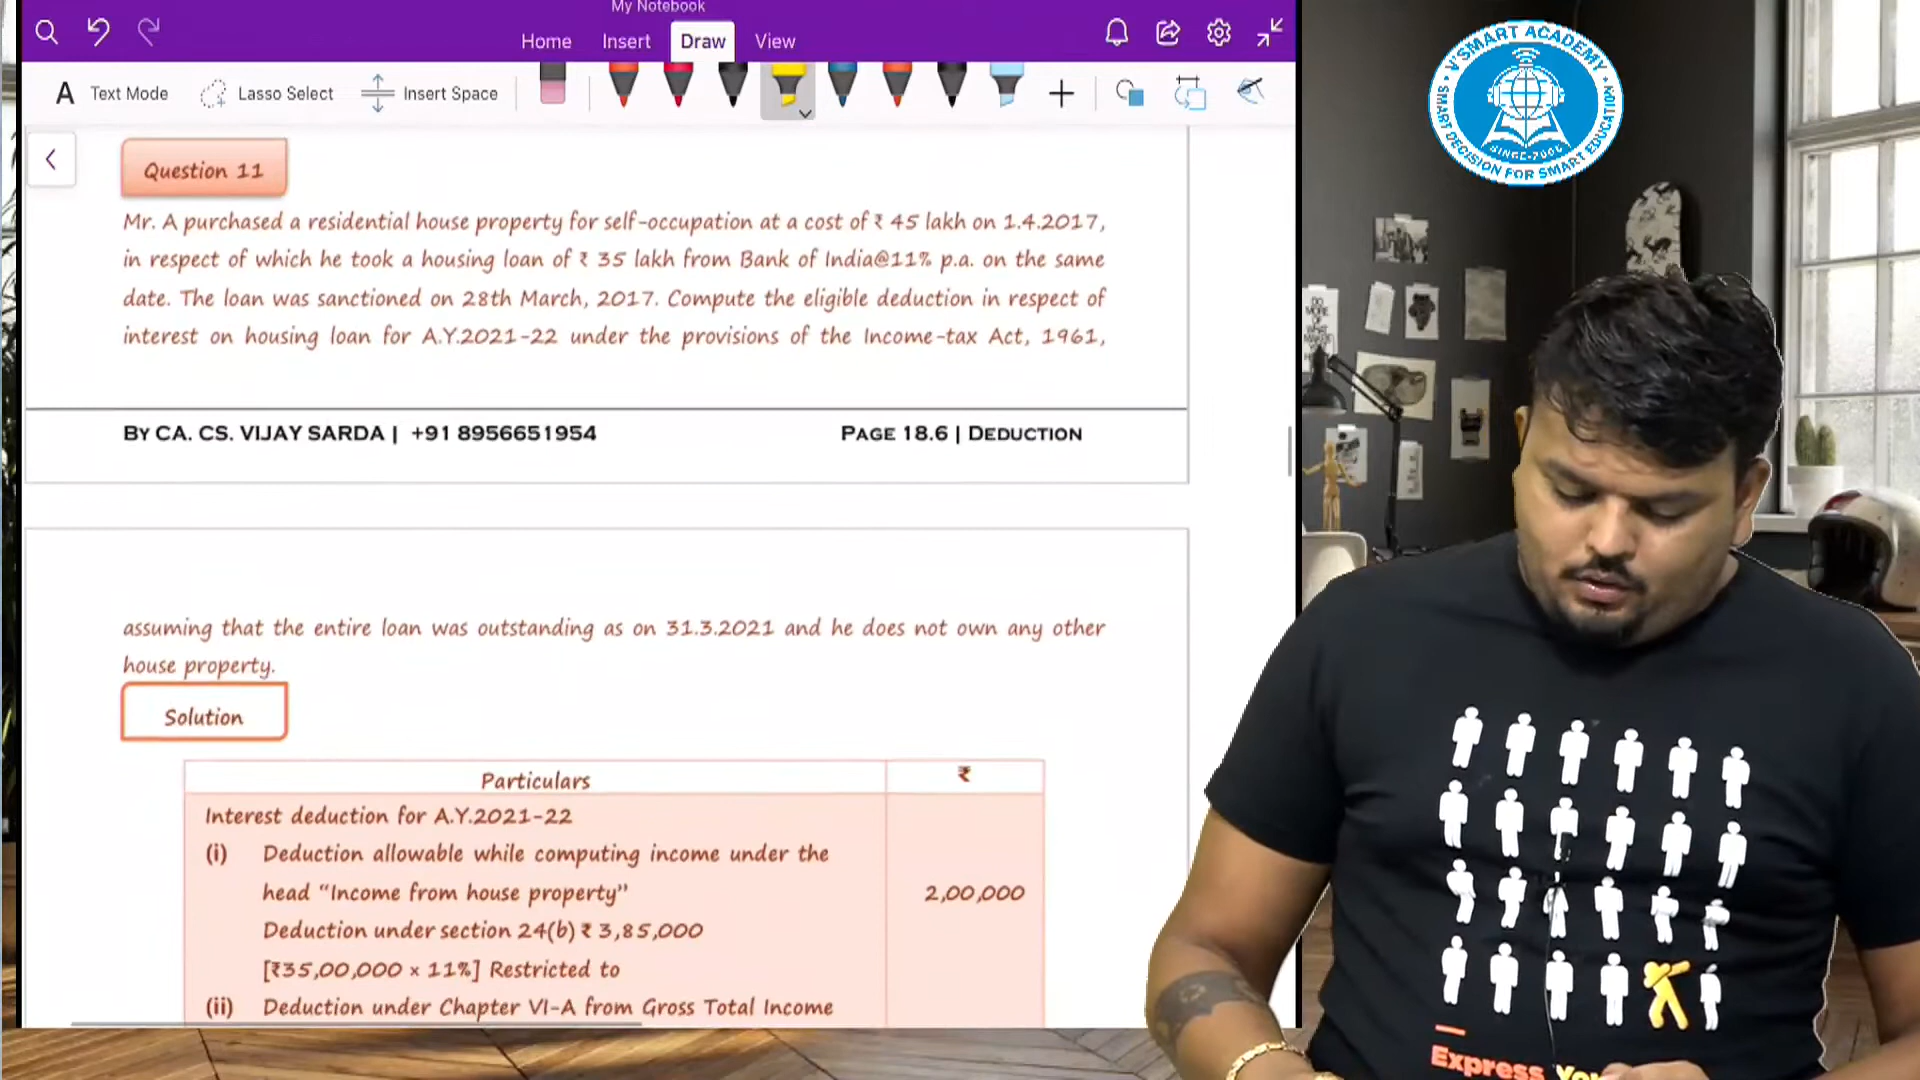 My Notebook
Home Insert Draw View
A Text Mode Lasso Select Insert Space
Question 11
Mr. A purchased a residential house property for self-occupation at a cost of ₹ 45 lakh on 1.4.2017,
in respect of which he took a housing loan of ₹ 35 lakh from Bank of India@11% p.a. on the same
date. The loan was sanctioned on 28th March, 2017. Compute the eligible deduction in respect of
interest on housing loan for A.Y.2021-22 under the provisions of the Income-tax Act, 1961,
BY CA. CS. VIJAY SARDA | +91 8956651954 PAGE 18.6 | DEDUCTION
assuming that the entire loan was outstanding as on 31.3.2021 and he does not own any other
house property.
Solution
Particulars ₹
Interest deduction for A.Y.2021-22
(i) Deduction allowable while computing income under the
head “Income from house property” 2,00,000
Deduction under section 24(b) ₹ 3,85,000
[₹35,00,000 × 11%] Restricted to
(ii) Deduction under Chapter VI-A from Gross Total Income
V'SMART ACADEMY
SMART DECISION FOR SMART EDUCATION
DO
MORE
OF
WHAT
Express